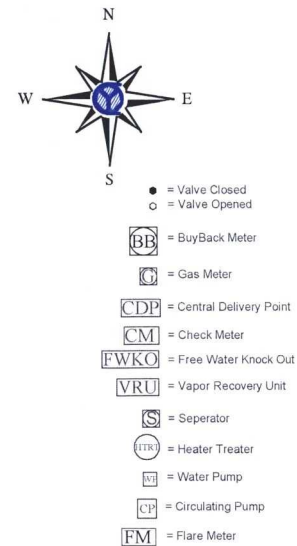 N
W E
S
= Valve Closed
= Valve Opened
BB = BuyBack Meter
G = Gas Meter
CDP = Central Delivery Point
CM = Check Meter
FWKO = Free Water Knock Out
VRU = Vapor Recovery Unit
S = Seperator
HTRT = Heater Treater
WP = Water Pump
CP = Circulating Pump
FM = Flare Meter